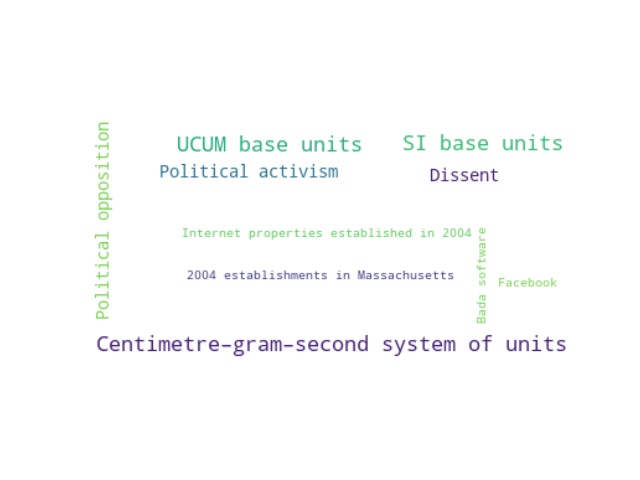 Political opposition
UCUM base units
SI base units
Political activism
Dissent
Internet properties established in 2004
Bada software
2004 establishments in Massachusetts
Facebook
Centimetre–gram–second system of units